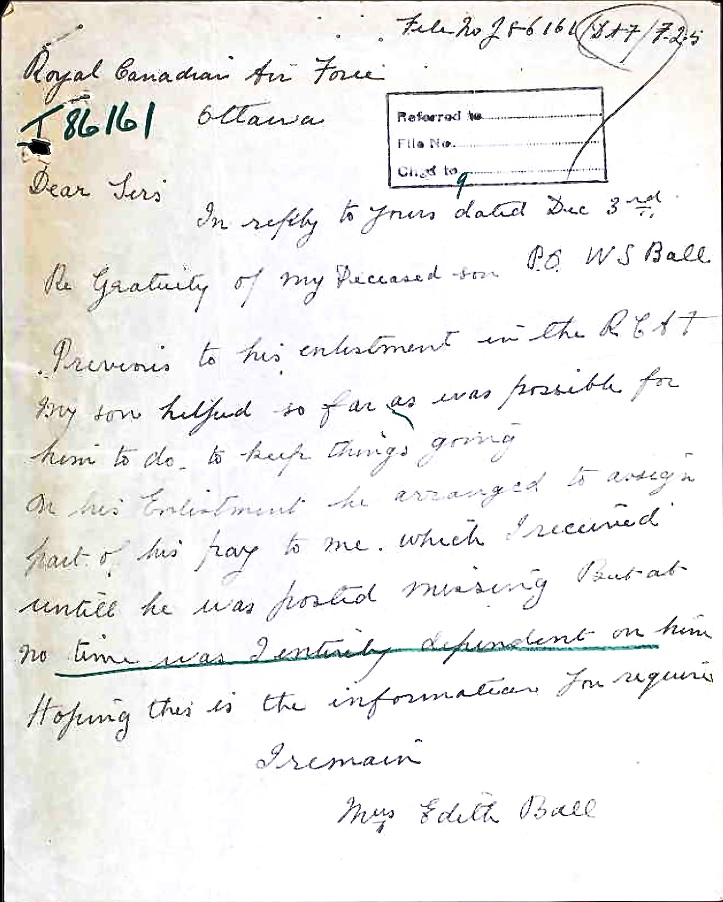 File No J86161 (DAF/7-25
Royal Canadian Air Force
J 86161 Ottawa
Referred to
File No.
Chgd to
Dear Sirs
In reply to yours dated Dec 3rd
Re Gratuity of my Deceased son P.O. W S Ball
Previous to his enlistment in the R C A F
My son helped so far as was possible for
him to do. to keep things going
On his Enlistment he arranged to assign
part of his pay to me. which I received
untill he was posted missing But at
no time was I entirely dependent on him
Hoping this is the information you require
I remain
Mrs Edith Ball